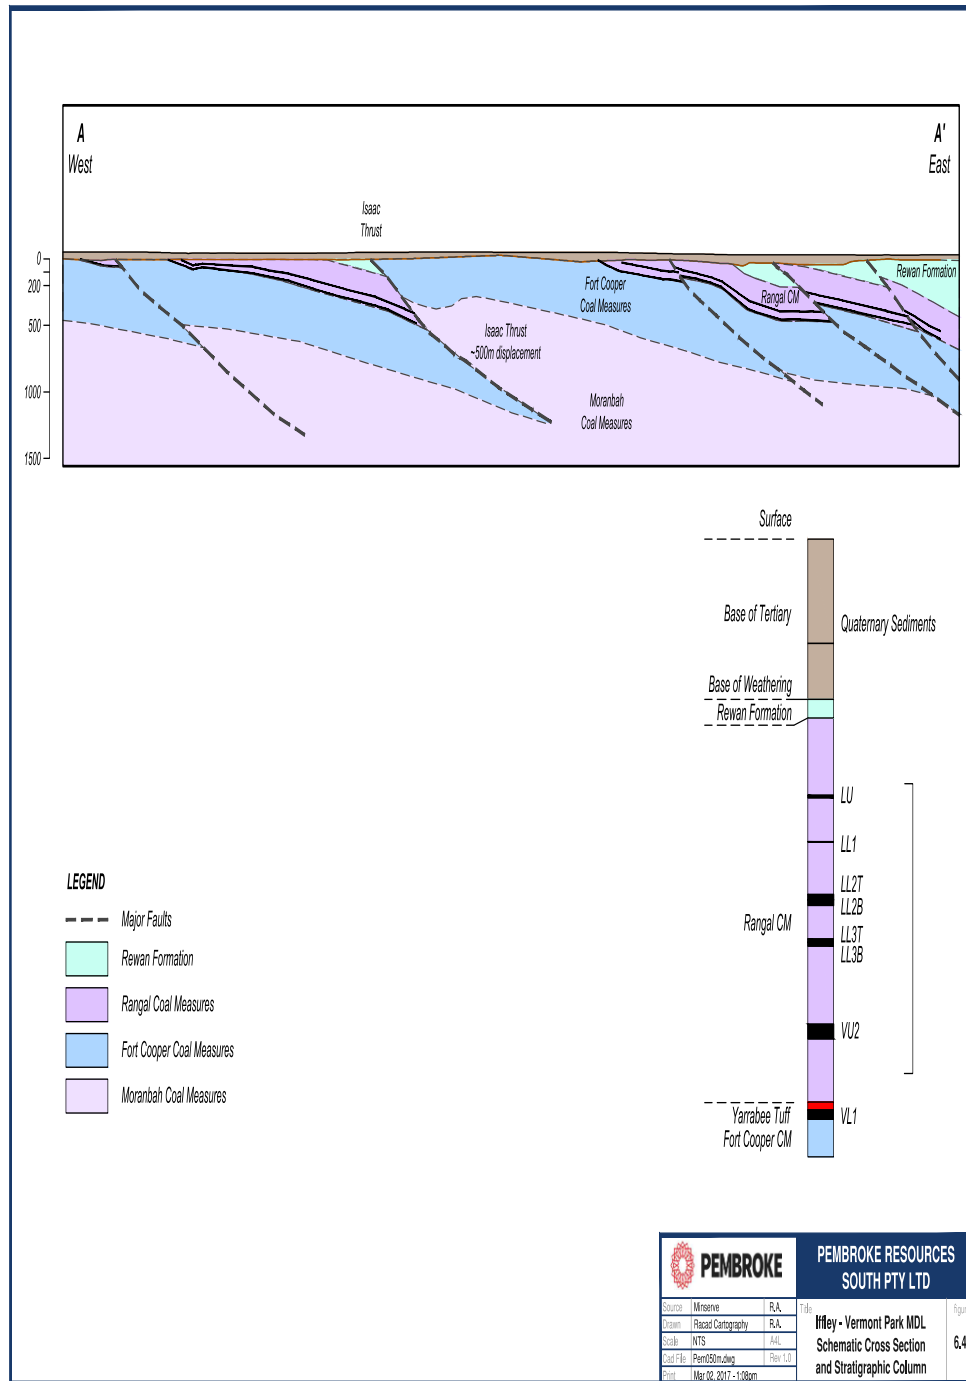 A
West
A'
East
Isaac
Thrust
0
200
500
1000
1500
Fort Cooper
Coal Measures
Rangal CM
Rewan Formation
Isaac Thrust
~500m displacement
Moranbah
Coal Measures
Surface
Base of Tertiary
Quaternary Sediments
Base of Weathering
Rewan Formation
LU
LL1
LL2T
LL2B
Rangal CM
LL3T
LL3B
VU2
Yarrabee Tuff
VL1
Fort Cooper CM
LEGEND
Major Faults
Rewan Formation
Rangal Coal Measures
Fort Cooper Coal Measures
Moranbah Coal Measures
PEMBROKE
PEMBROKE RESOURCES
SOUTH PTY LTD
Source Minserve R.A.
Drawn Racad Cartography R.A.
Scale NTS A4L
Cad File Pem050m.dwg Rev 1.0
Print Mar 02, 2017 - 1:08pm
Title
Iffley - Vermont Park MDL
Schematic Cross Section
and Stratigraphic Column
6.4